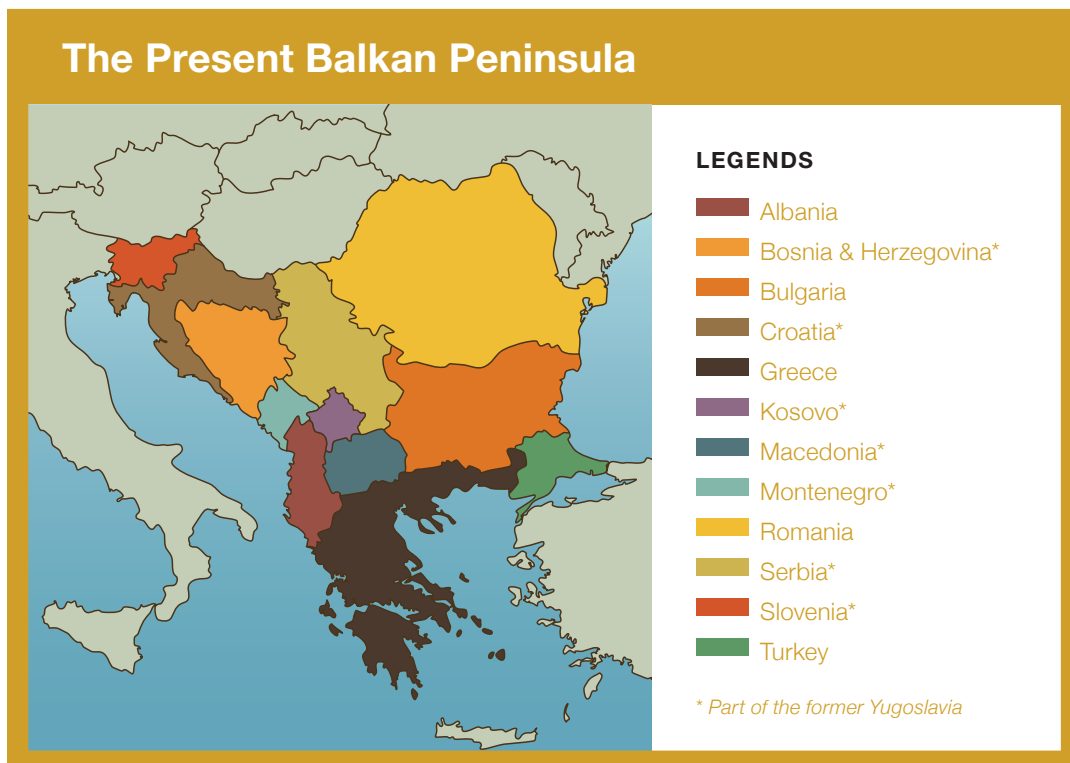 The Present Balkan Peninsula
LEGENDS
Albania
Bosnia & Herzegovina*
Bulgaria
Croatia*
Greece
Kosovo*
Macedonia*
Montenegro*
Romania
Serbia*
Slovenia*
Turkey
* Part of the former Yugoslavia